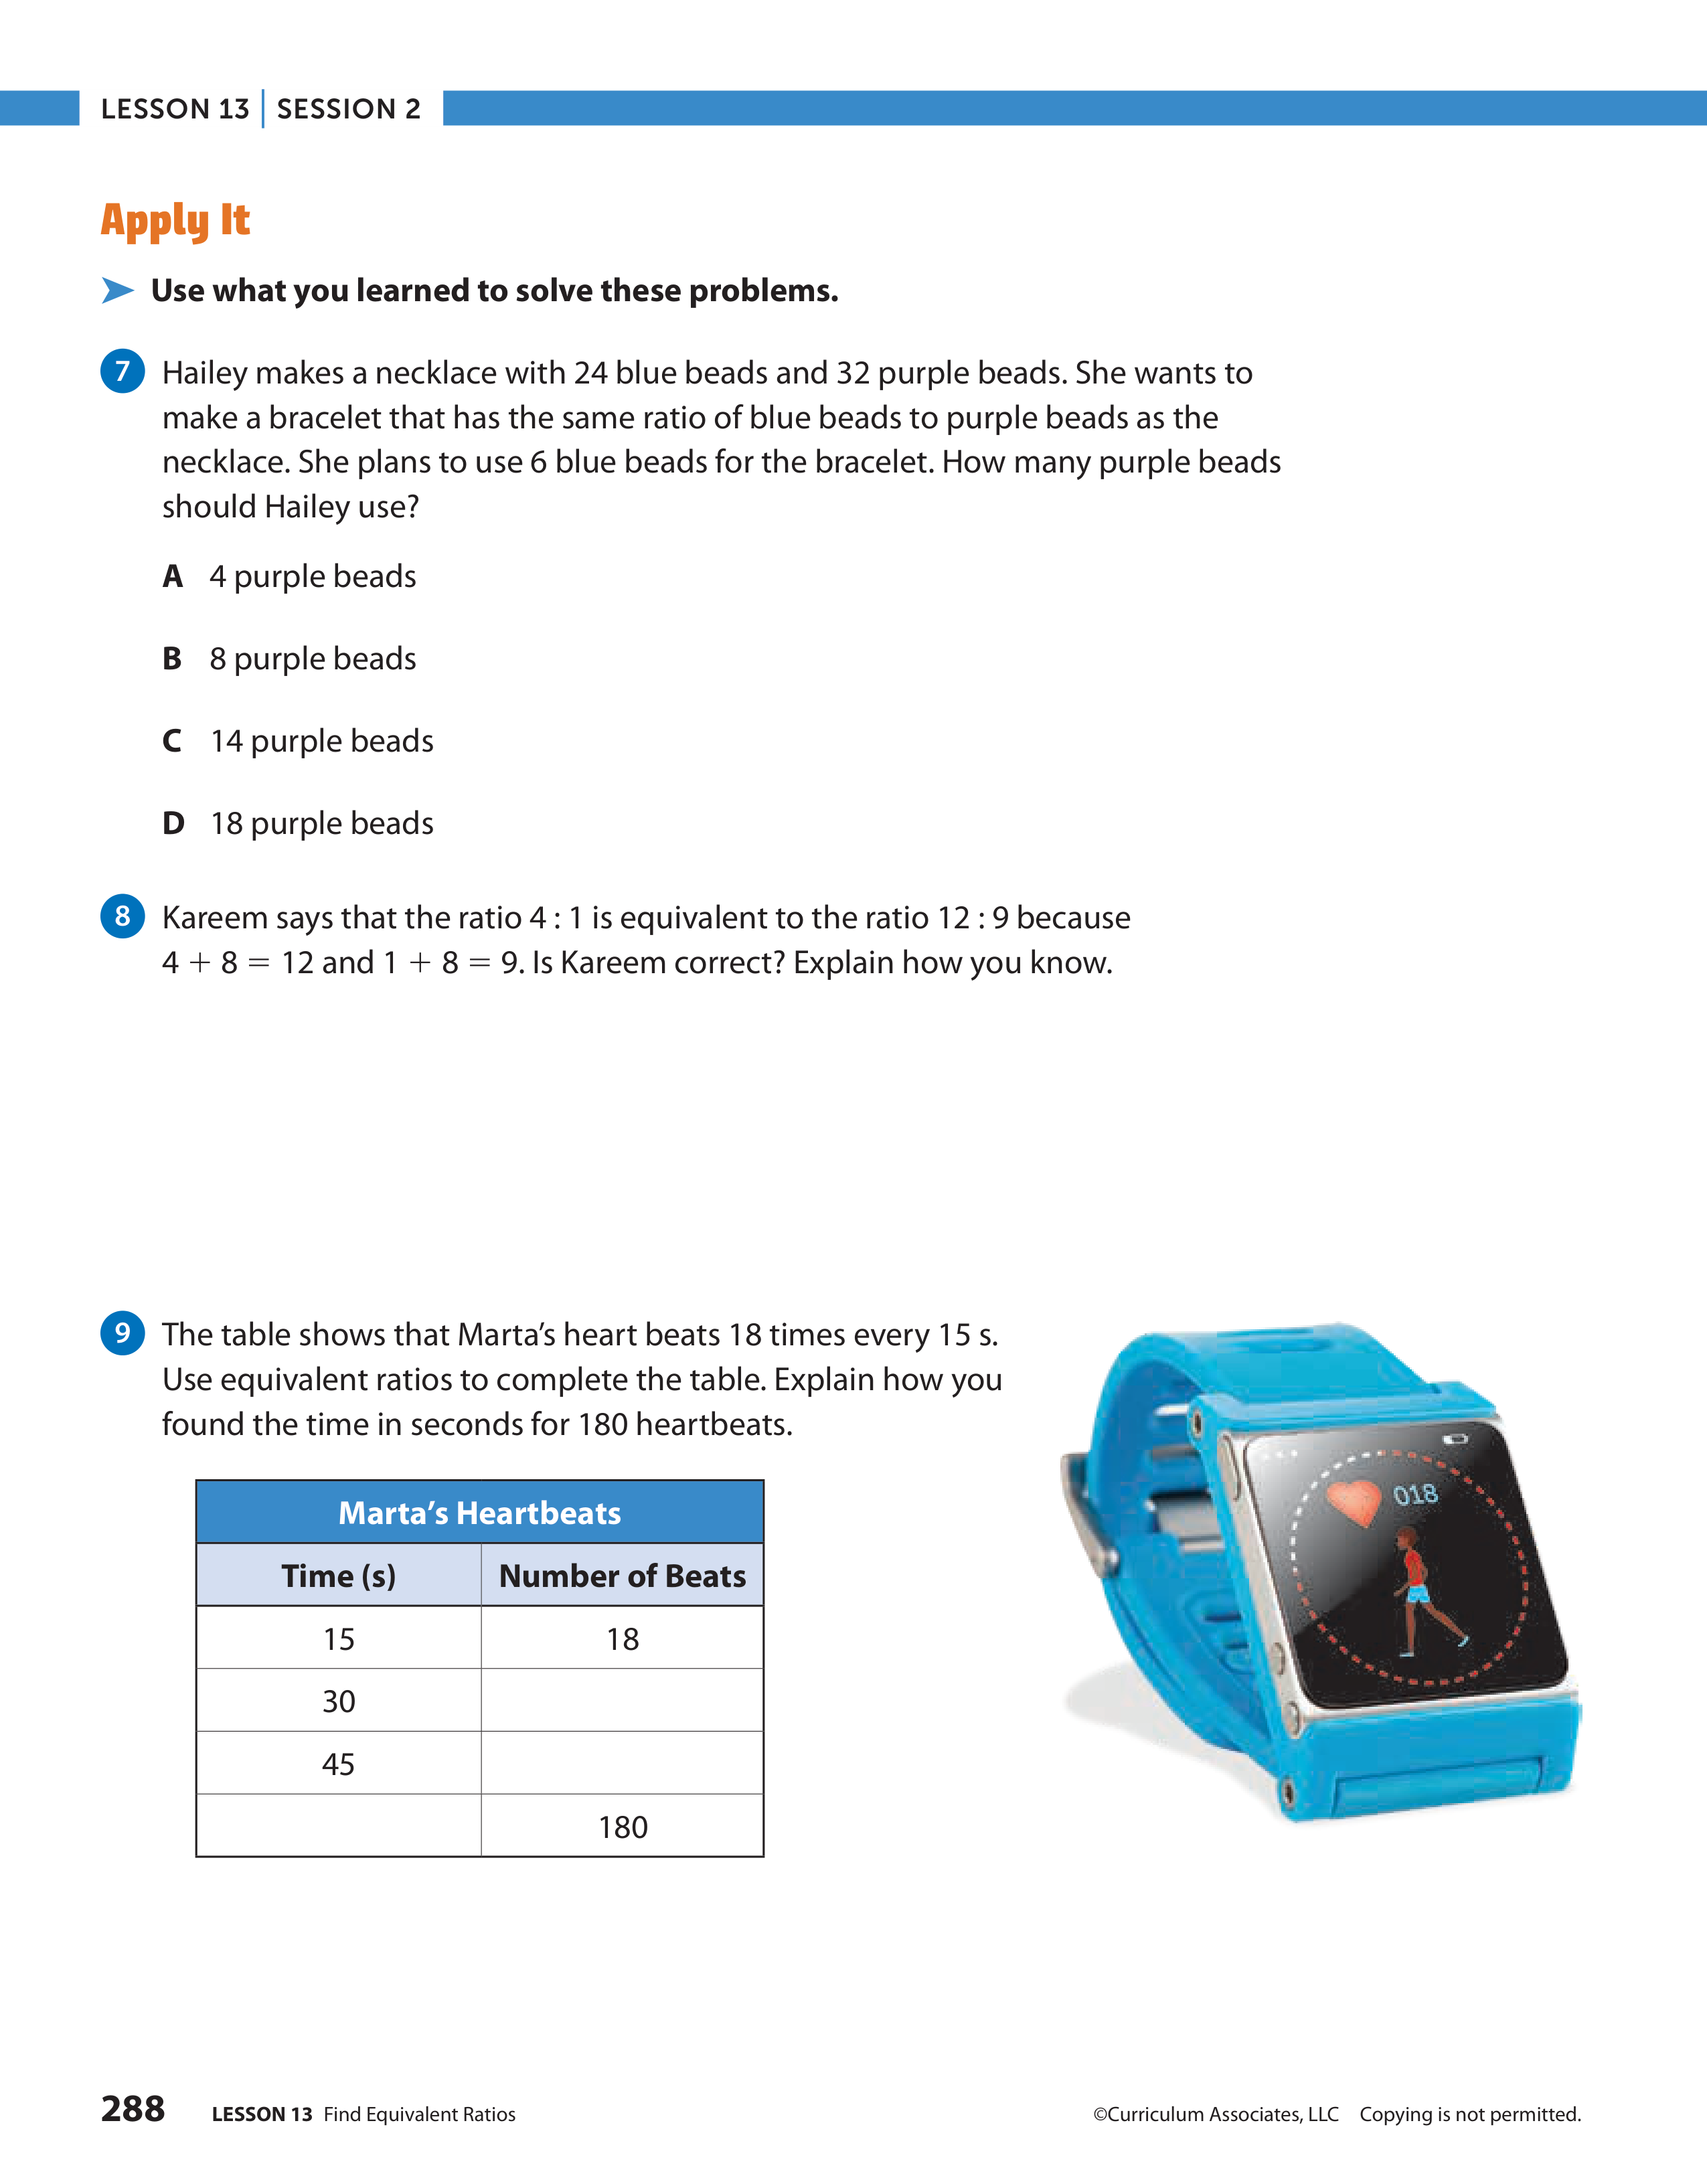 LESSON 13 | SESSION 2
Apply It
Use what you learned to solve these problems.
7 Hailey makes a necklace with 24 blue beads and 32 purple beads. She wants to
make a bracelet that has the same ratio of blue beads to purple beads as the
necklace. She plans to use 6 blue beads for the bracelet. How many purple beads
should Hailey use?
A 4 purple beads
B 8 purple beads
C 14 purple beads
D 18 purple beads
8 Kareem says that the ratio 4 : 1 is equivalent to the ratio 12 : 9 because
4 + 8 = 12 and 1 + 8 = 9. Is Kareem correct? Explain how you know.
9 The table shows that Marta’s heart beats 18 times every 15 s.
Use equivalent ratios to complete the table. Explain how you
found the time in seconds for 180 heartbeats.
Marta’s Heartbeats
Time (s) Number of Beats
15 18
30
45
180
018
288 LESSON 13 Find Equivalent Ratios ©Curriculum Associates, LLC Copying is not permitted.